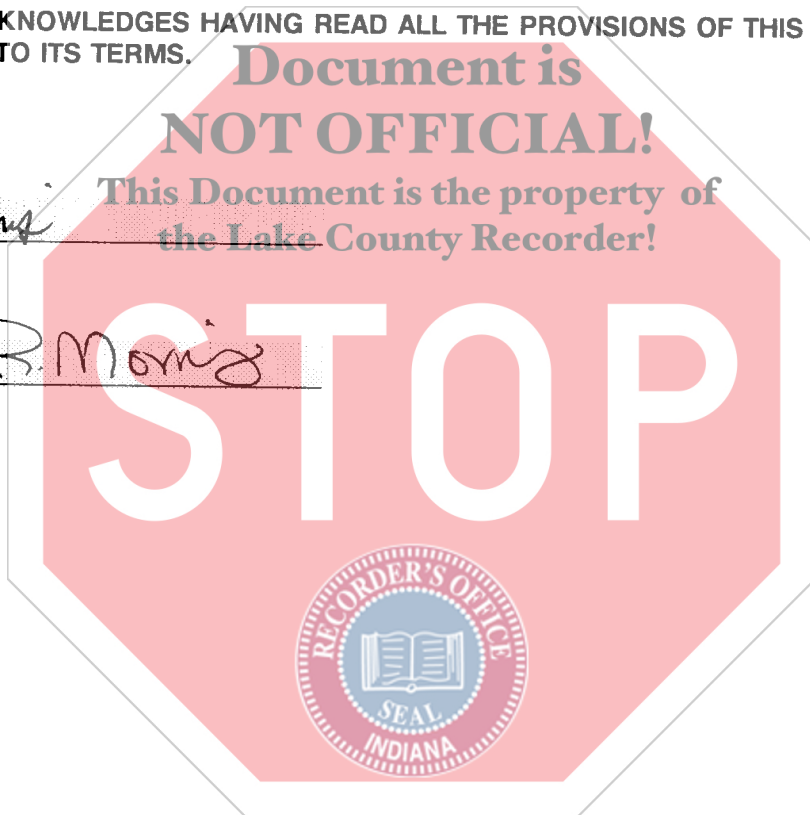 KNOWLEDGES HAVING READ ALL THE PROVISIONS OF THIS
TO ITS TERMS.
Document is
NOT OFFICIAL!
This Document is the property of
the Lake County Recorder!
R. Morris
STOP
RECORDER'S OFFICE
SEAL
INDIANA